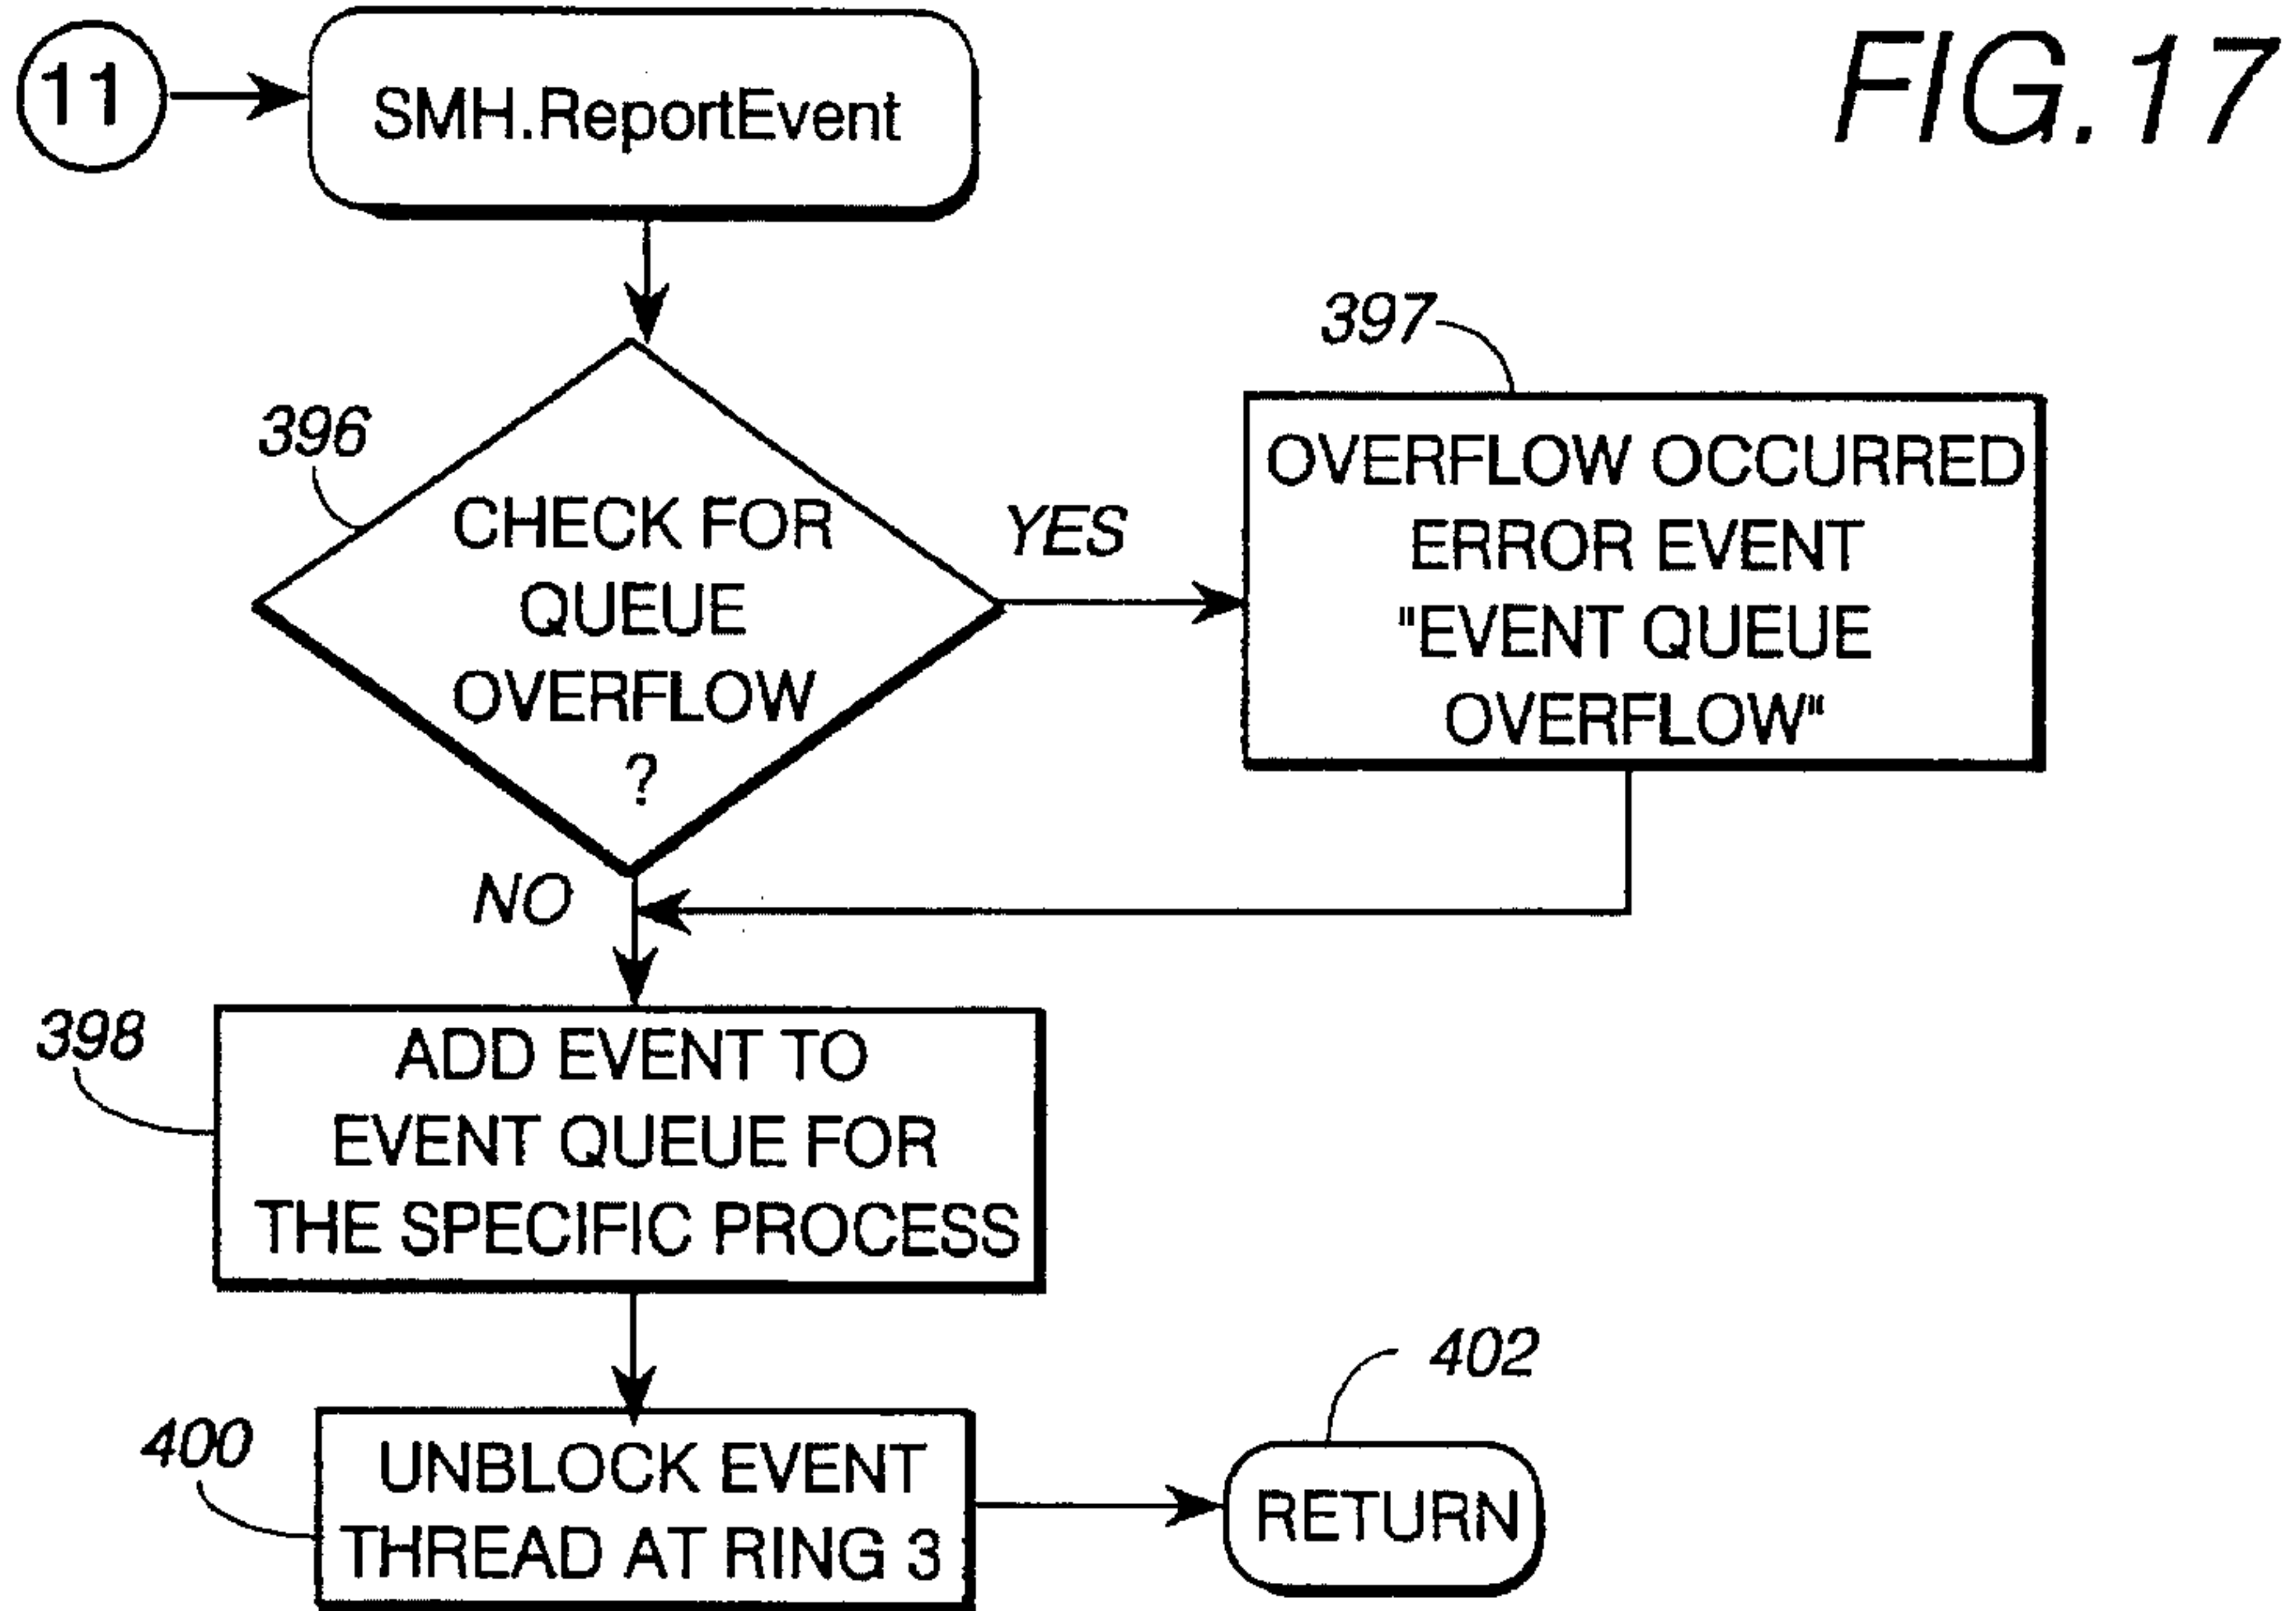 FIG. 17
11
SMH.ReportEvent
396
CHECK FOR
QUEUE
OVERFLOW
?
YES
397
OVERFLOW OCCURRED
ERROR EVENT
"EVENT QUEUE
OVERFLOW"
NO
398
ADD EVENT TO
EVENT QUEUE FOR
THE SPECIFIC PROCESS
400
UNBLOCK EVENT
THREAD AT RING 3
402
RETURN